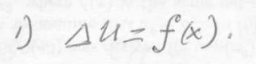 1) Δu = f(x).